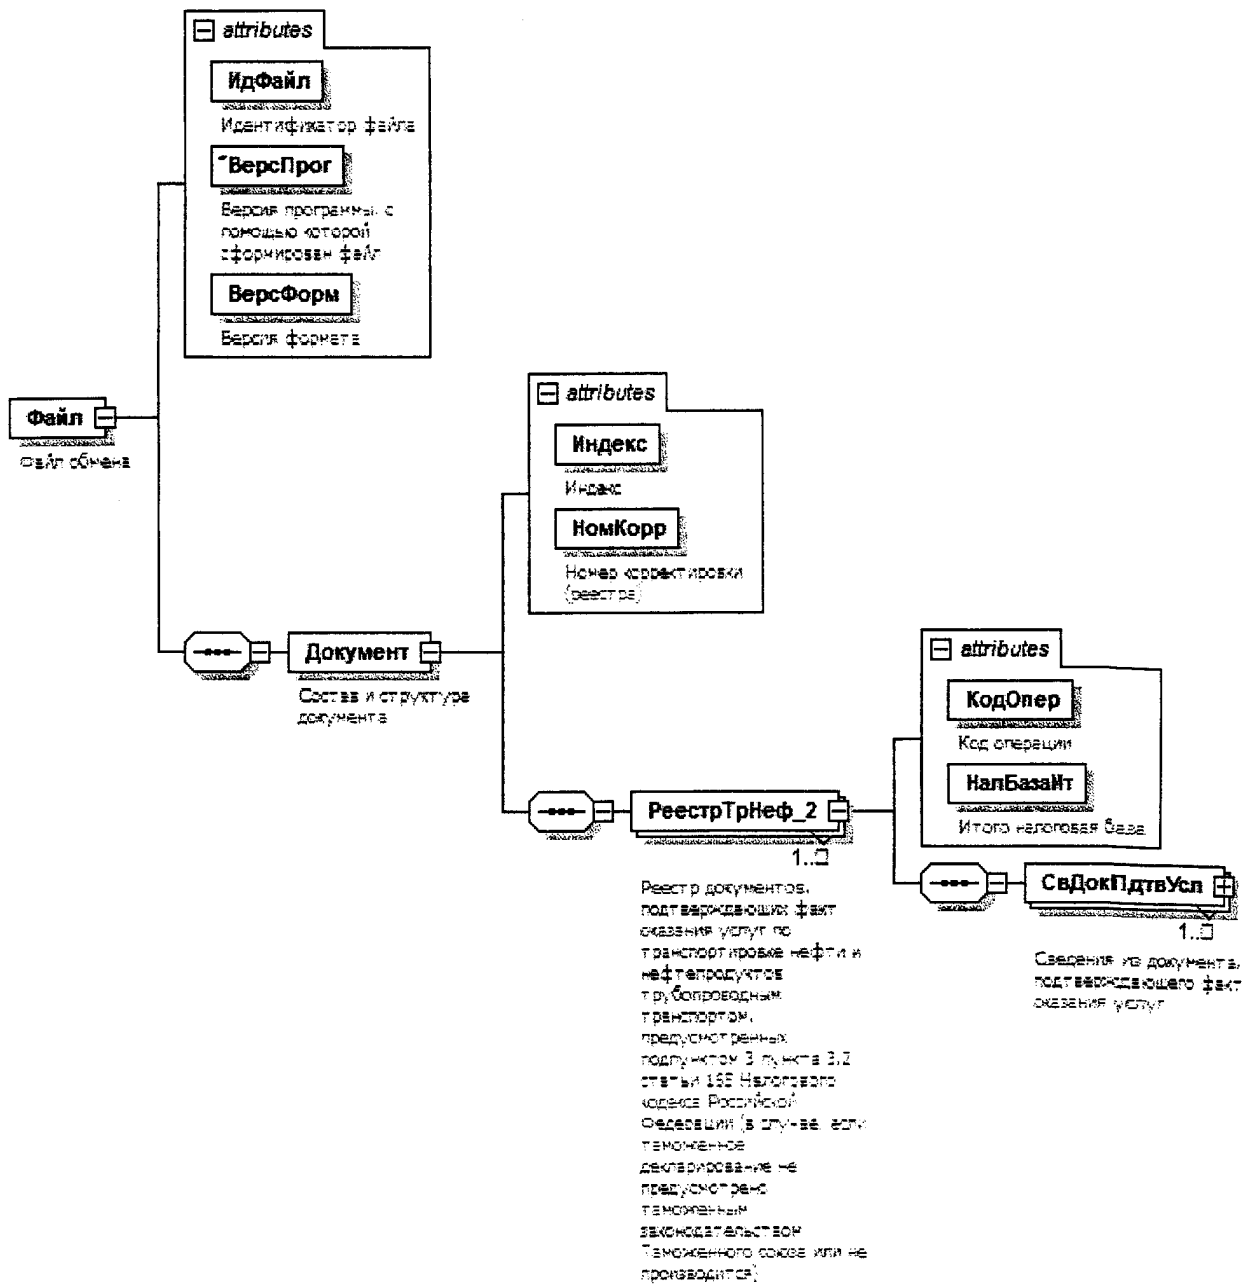 attributes
ИдФайл
Идентификатор файла
ВерсПрог
Версия программы, с
помощью которой
сформирован файл
ВерсФорм
Версия формата
Файл
Файл обмена
attributes
Индекс
Индекс
НомКорр
Номер корректировки
(реестра)
Документ
Состав и структура
документа
attributes
КодОпер
Код операции
НалБазаИт
Итого налоговая база
РеестрТрНеф_2
1..
Реестр документов,
подтверждающих факт
оказания услуг по
транспортировке нефти и
нефтепродуктов
трубопроводным
транспортом,
предусмотренных
подпунктом 3 пункта 3.2
статьи 165 Налогового
кодекса Российской
Федерации (в случае, если
таможенное
декларирование не
предусмотрено
таможенным
законодательством
Таможенного союза или не
производится)
СвДокПдтвУсл
1..
Сведения из документа,
подтверждающего факт
оказания услуг